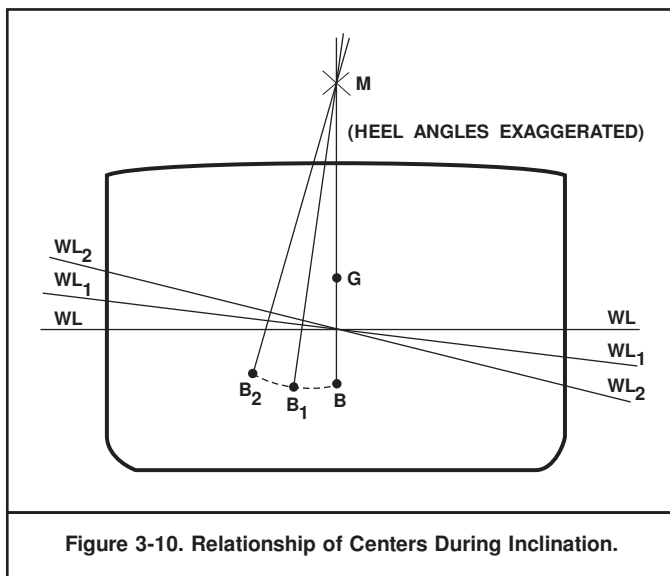 M
(HEEL ANGLES EXAGGERATED)
WL2
WL1
WL
G
WL
WL1
WL2
B2
B1
B
Figure 3-10. Relationship of Centers During Inclination.